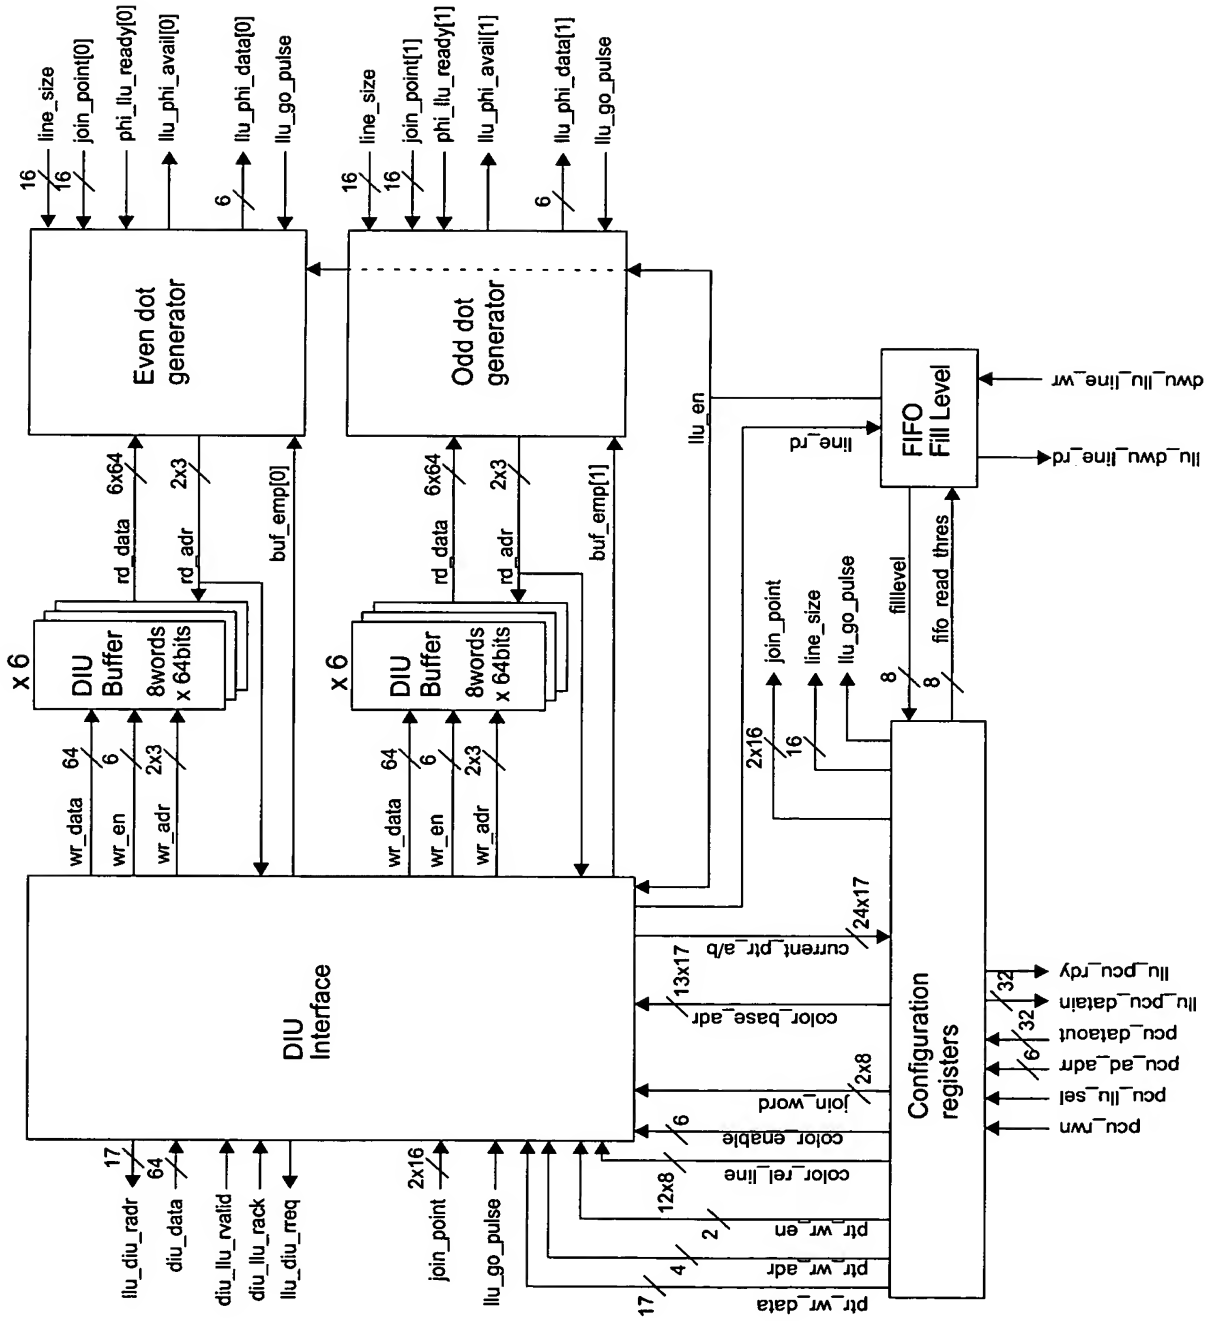 line_size
join_point[0]
phi_llu_ready[0]
llu_phi_avail[0]
llu_phi_data[0]
llu_go_pulse
16
16
6
Even dot
generator
6x64
2x3
rd_data
rd_adr
buf_emp[0]
x 6
DIU
Buffer
8words
x 64bits
64
6
2x3
wr_data
wr_en
wr_adr
line_size
join_point[1]
phi_llu_ready[1]
llu_phi_avail[1]
llu_phi_data[1]
llu_go_pulse
16
16
6
Odd dot
generator
6x64
2x3
rd_data
rd_adr
buf_emp[1]
x 6
DIU
Buffer
8words
x 64bits
64
6
2x3
wr_data
wr_en
wr_adr
DIU
Interface
17
64
llu_diu_radr
diu_data
diu_llu_rvalid
diu_llu_rack
llu_diu_rreq
2x16
join_point
llu_go_pulse
llu_en
line_rd
FIFO
Fill Level
dwu_llu_line_wr
llu_dwu_line_rd
filllevel
fifo_read_thres
8
8
join_point
line_size
llu_go_pulse
2x16
16
current_ptr_a/b
24x17
color_base_adr
13x17
join_word
2x8
color_enable
6
color_rel_line
12x8
ptr_wr_en
2
ptr_wr_adr
4
ptr_wr_data
17
Configuration
registers
llu_pcu_rdy
llu_pcu_datain
32
pcu_dataout
32
pcu_ad_adr
6
pcu_llu_sel
pcu_rwn